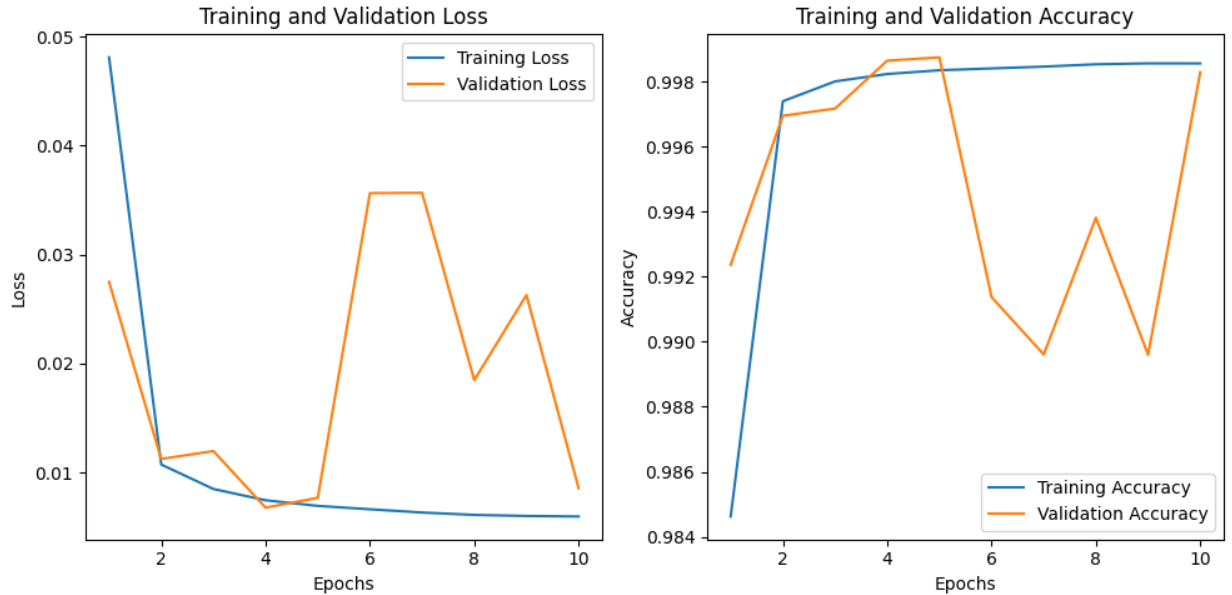 Training and Validation Loss
0.05
0.04
0.03
0.02
0.01
Loss
2 4 6 8 10
Epochs
Training Loss
Validation Loss
Training and Validation Accuracy
0.998
0.996
0.994
0.992
0.990
0.988
0.986
0.984
Accuracy
2 4 6 8 10
Epochs
Training Accuracy
Validation Accuracy